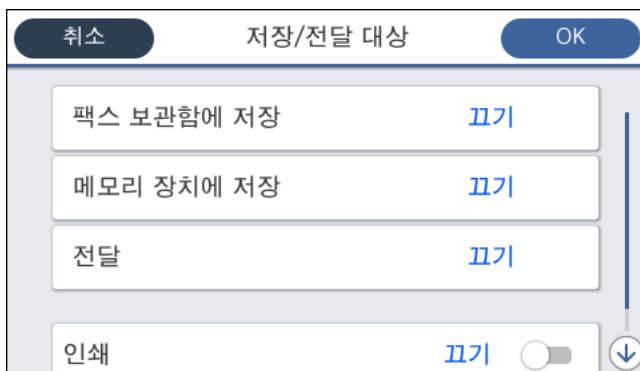 취소 저장/전달 대상 OK
팩스 보관함에 저장 끄기
메모리 장치에 저장 끄기
전달 끄기
인쇄 끄기